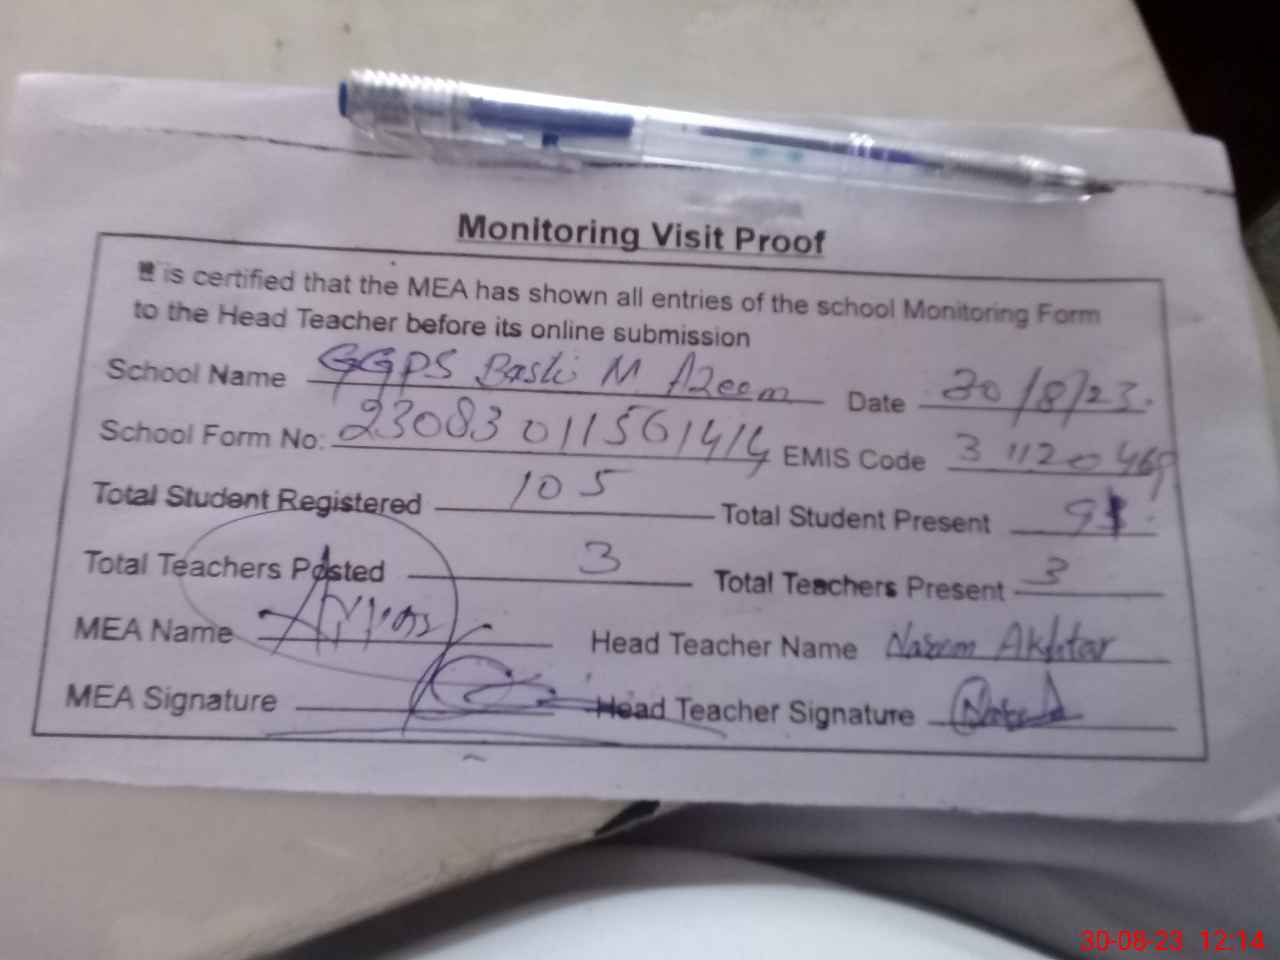 Monitoring Visit Proof
It is certified that the MEA has shown all entries of the school Monitoring Form
to the Head Teacher before its online submission
School Name GGPS Basti M Azeem Date 30/8/23.
School Form No: 23083011561414 EMIS Code 31120469
Total Student Registered 105 Total Student Present
Total Teachers Posted 3 Total Teachers Present 3
MEA Name Head Teacher Name Naseem Akhtar
MEA Signature Head Teacher Signature
30-08-23 12:14